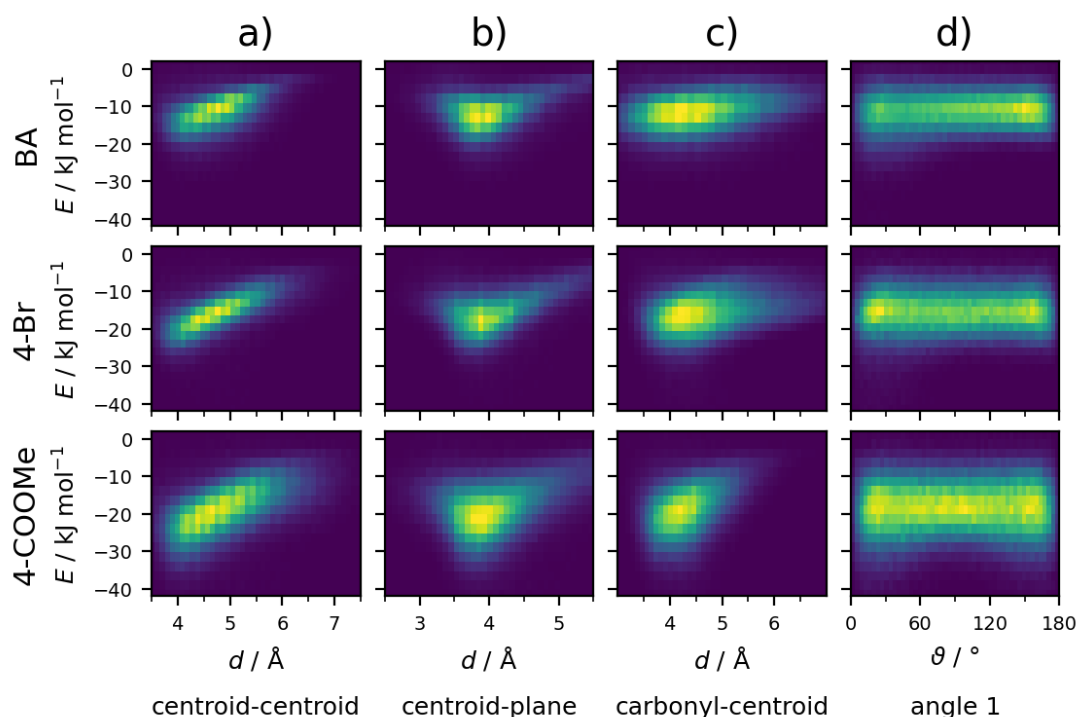 a) b) c) d)
BA
E / kJ mol⁻¹
0
−10
−20
−30
−40
4-Br
E / kJ mol⁻¹
0
−10
−20
−30
−40
4-COOMe
E / kJ mol⁻¹
0
−10
−20
−30
−40
4 5 6 7 3 4 5 4 6 0 60 120 180
d / Å d / Å d / Å ϑ / °
centroid-centroid centroid-plane carbonyl-centroid angle 1